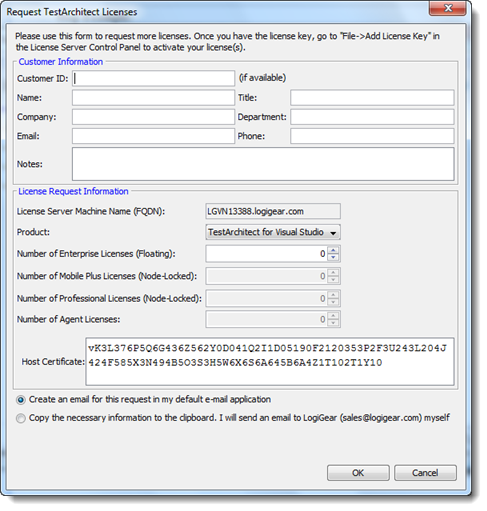 Request TestArchitect Licenses
Please use this form to request more licenses. Once you have the license key, go to "File->Add License Key" in
the License Server Control Panel to activate your license(s).
Customer Information
Customer ID: (if available)
Name: Title:
Company: Department:
Email: Phone:
Notes:
License Request Information
License Server Machine Name (FQDN): LGVN13388.logigear.com
Product: TestArchitect for Visual Studio
Number of Enterprise Licenses (Floating): 0
Number of Mobile Plus Licenses (Node-Locked): 0
Number of Professional Licenses (Node-Locked): 0
Number of Agent Licenses: 0
vK3L376P5Q6G436Z562Y0D041Q2I1D05190F2120353P2F3U243L204J
Host Certificate: 424F585X3N494B5O3S3H5W6X6S6A645B6A4Z1T102T1Y10
Create an email for this request in my default e-mail application
Copy the necessary information to the clipboard. I will send an email to LogiGear (sales@logigear.com) myself
OK Cancel